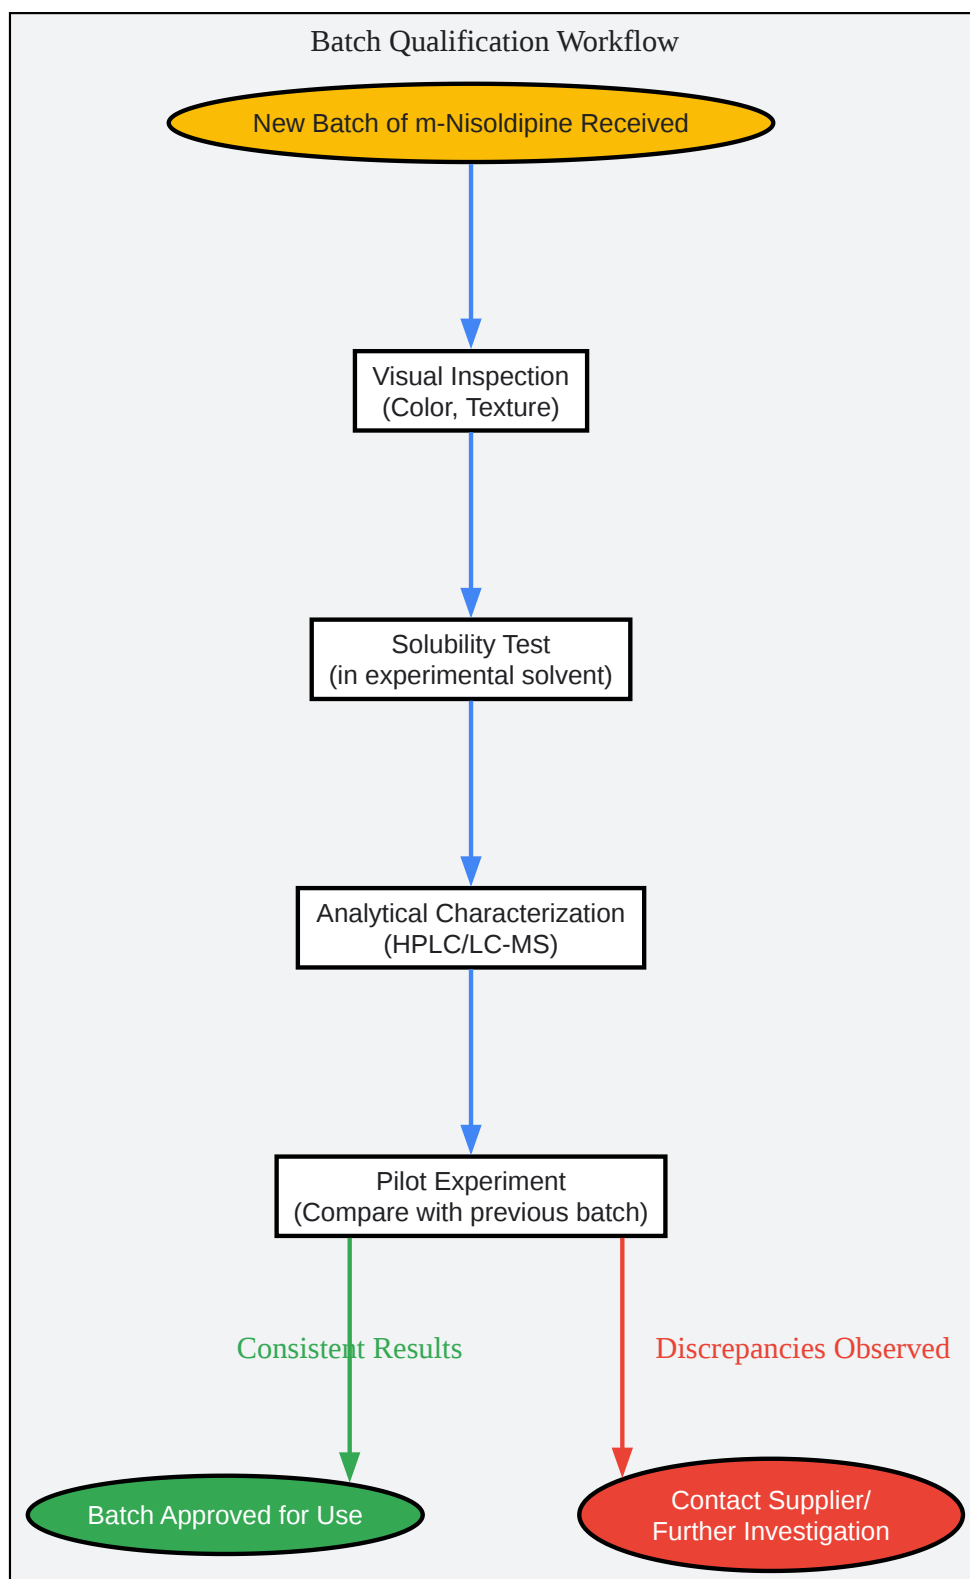 Batch Qualification Workflow
New Batch of m-Nisoldipine Received
Visual Inspection
(Color, Texture)
Solubility Test
(in experimental solvent)
Analytical Characterization
(HPLC/LC-MS)
Pilot Experiment
(Compare with previous batch)
Consistent Results
Discrepancies Observed
Batch Approved for Use
Contact Supplier/
Further Investigation